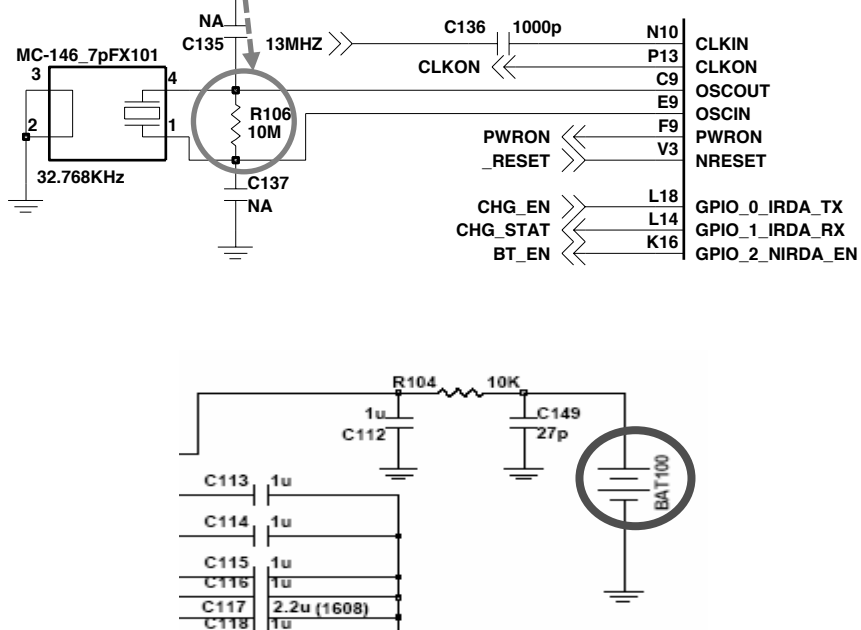 NA
C135
13MHZ
C136 1000p
N10 CLKIN
CLKON P13 CLKON
MC-146_7pFX101
3 4
C9 OSCOUT
E9 OSCIN
R106
10M
2 1
PWRON F9 PWRON
_RESET V3 NRESET
32.768KHz
C137
NA
CHG_EN L18 GPIO_0_IRDA_TX
CHG_STAT L14 GPIO_1_IRDA_RX
BT_EN K16 GPIO_2_NIRDA_EN
R104 10K
1u
C112
C149
27p
BAT100
C113 1u
C114 1u
C115 1u
C116 1u
C117 2.2u (1608)
C118 1u